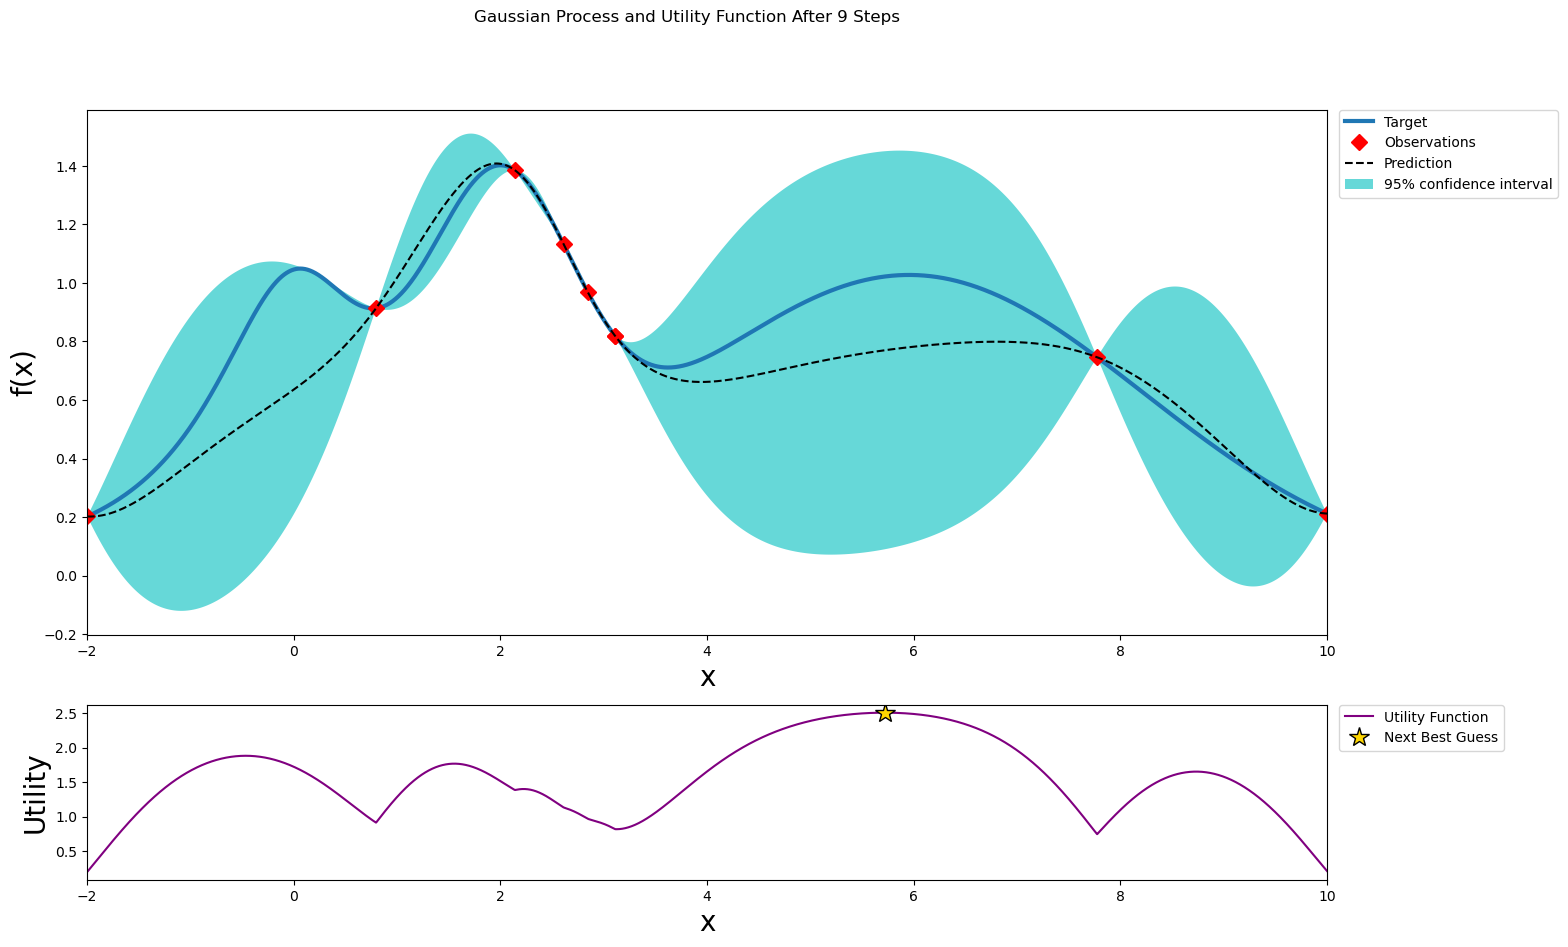 Gaussian Process and Utility Function After 9 Steps
f(x)
1.4
1.2
1.0
0.8
0.6
0.4
0.2
0.0
−0.2
−2 0 2 4 6 8 10
x
Target
Observations
Prediction
95% confidence interval
Utility
2.5
2.0
1.5
1.0
0.5
−2 0 2 4 6 8 10
x
Utility Function
Next Best Guess